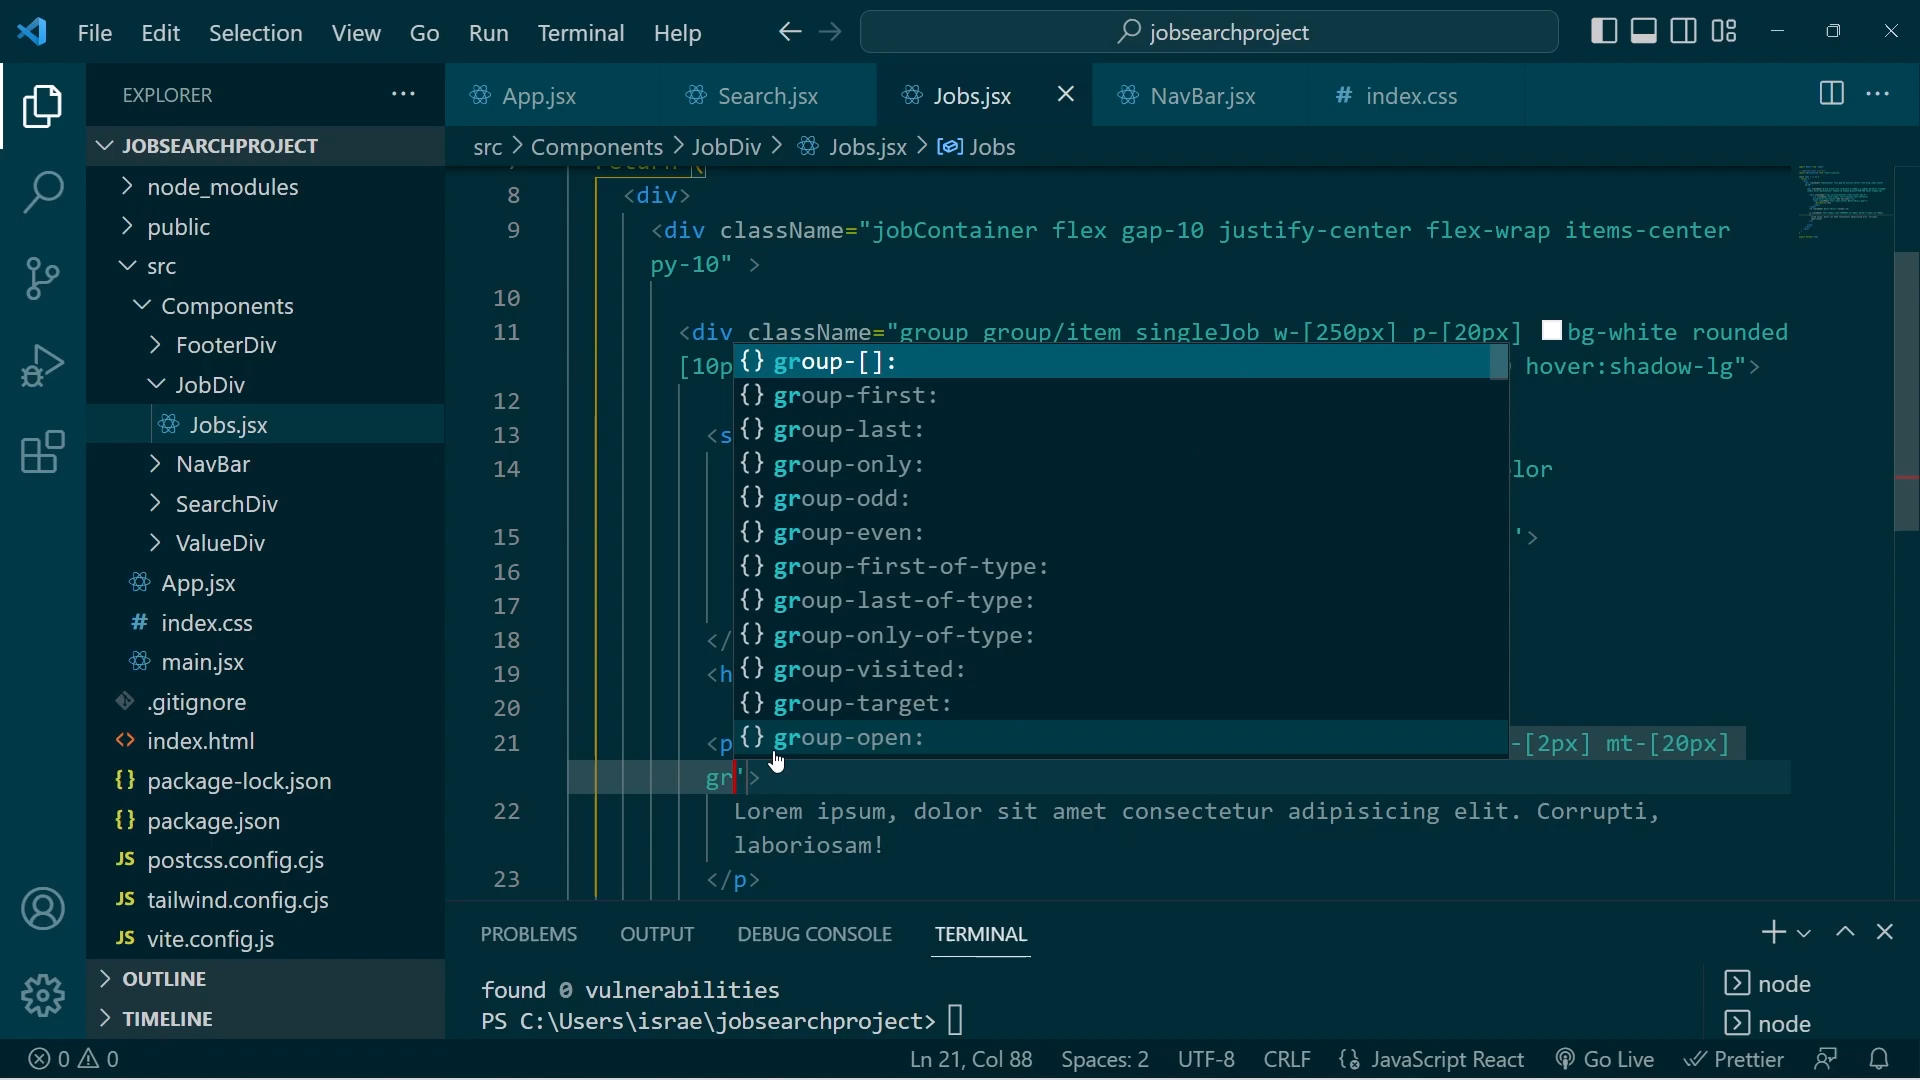 File Edit Selection View Go Run Terminal Help jobsearchproject
EXPLORER
App.jsx Search.jsx Jobs.jsx NavBar.jsx # index.css
JOBSEARCHPROJECT
src > Components > JobDiv > Jobs.jsx > Jobs
node_modules
public
src
Components
FooterDiv
JobDiv
Jobs.jsx
NavBar
SearchDiv
ValueDiv
App.jsx
# index.css
main.jsx
.gitignore
<> index.html
{} package-lock.json
{} package.json
JS postcss.config.cjs
JS tailwind.config.cjs
JS vite.config.js
OUTLINE
TIMELINE
8 <div>
9 <div className="jobContainer flex gap-10 justify-center flex-wrap items-center
py-10" >
10
11 <div className="group group/item singleJob w-[250px] p-[20px] bg-white rounded
[10p hover:shadow-lg">
12
13 <s
14 lor
15 '>
16
17
18 </
19 <h
20
21 <p -[2px] mt-[20px]
gr'>
22 Lorem ipsum, dolor sit amet consectetur adipisicing elit. Corrupti,
laboriosam!
23 </p>
{} group-[]:
{} group-first:
{} group-last:
{} group-only:
{} group-odd:
{} group-even:
{} group-first-of-type:
{} group-last-of-type:
{} group-only-of-type:
{} group-visited:
{} group-target:
{} group-open:
PROBLEMS OUTPUT DEBUG CONSOLE TERMINAL
found 0 vulnerabilities
PS C:\Users\israe\jobsearchproject>
node
node
0 0 Ln 21, Col 88 Spaces: 2 UTF-8 CRLF JavaScript React Go Live Prettier